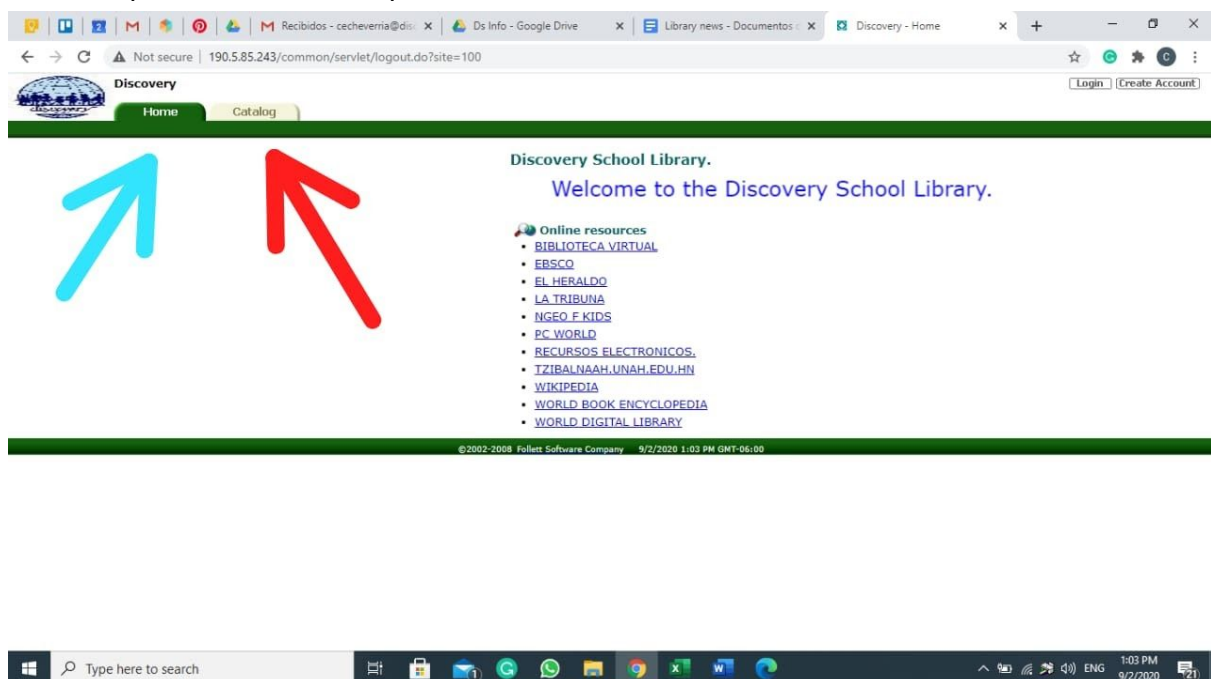 Recibidos - cecheverria@dis
Ds Info - Google Drive
Library news - Documentos
Discovery - Home
Not secure | 190.5.85.243/common/servlet/logout.do?site=100
Discovery
Login
Create Account
discovery
Home
Catalog
Discovery School Library.
Welcome to the Discovery School Library.
Online resources
• BIBLIOTECA VIRTUAL
• EBSCO
• EL HERALDO
• LA TRIBUNA
• NGEO F KIDS
• PC WORLD
• RECURSOS ELECTRONICOS.
• TZIBALNAAH.UNAH.EDU.HN
• WIKIPEDIA
• WORLD BOOK ENCYCLOPEDIA
• WORLD DIGITAL LIBRARY
©2002-2008 Follett Software Company 9/2/2020 1:03 PM GMT-06:00
Type here to search
ENG
1:03 PM
9/2/2020
21